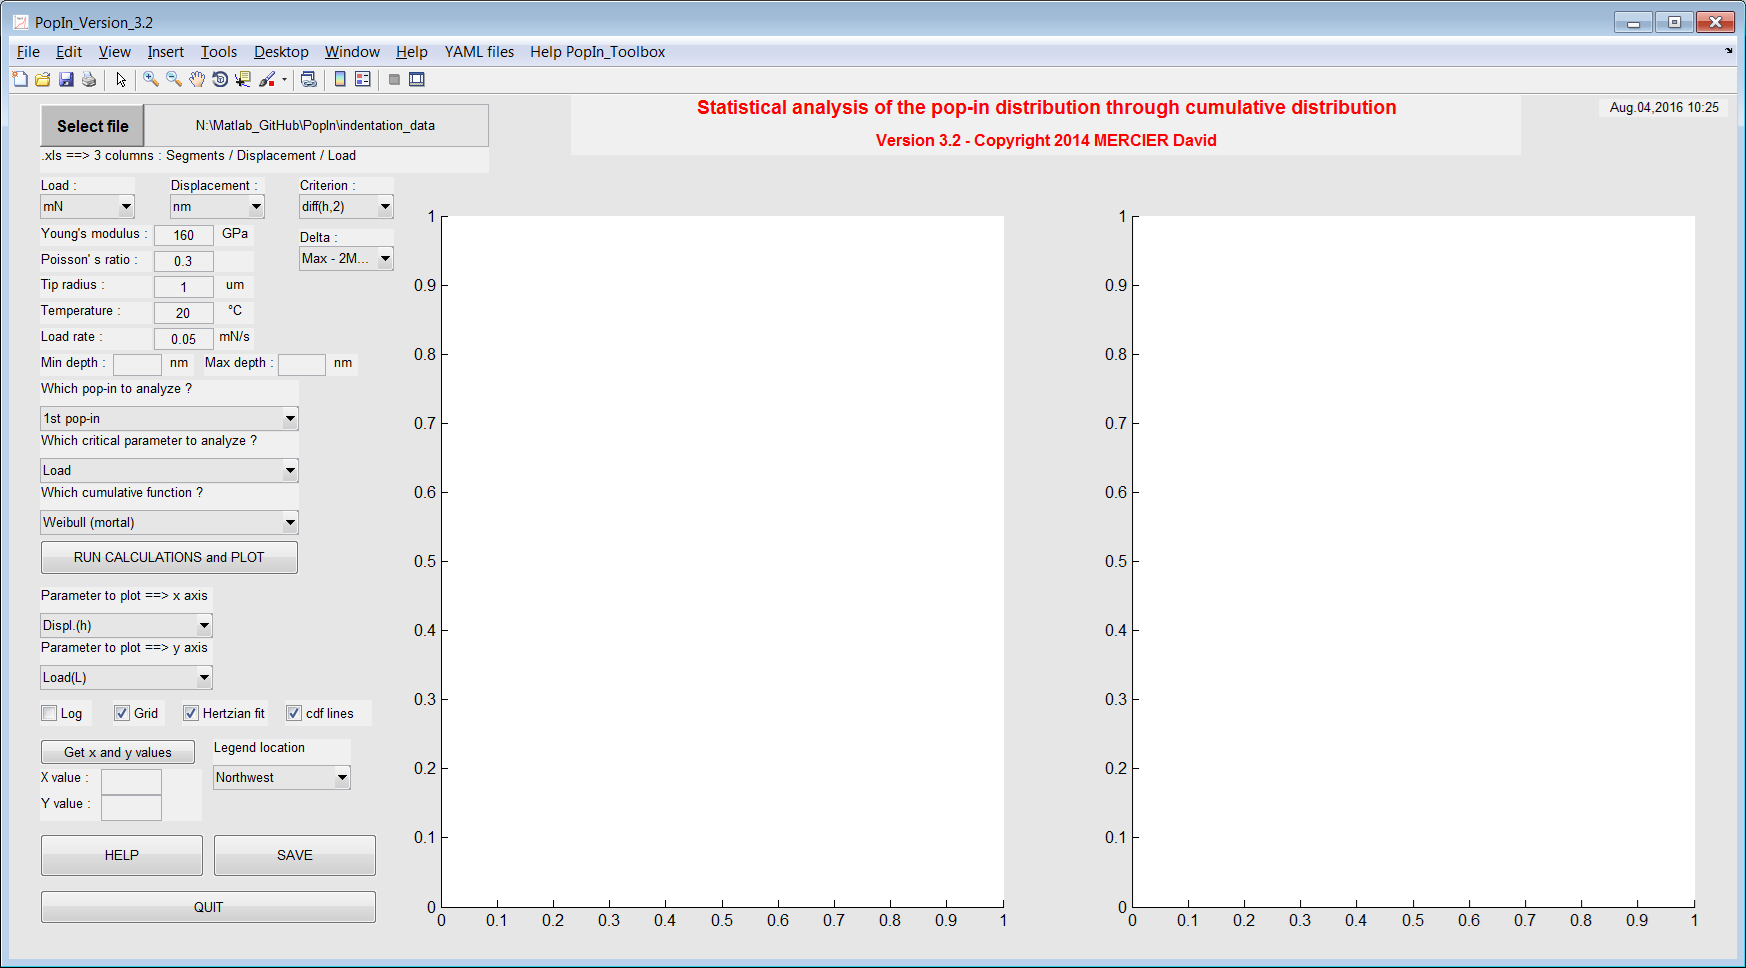 PopIn_Version_3.2
File Edit View Insert Tools Desktop Window Help YAML files Help PopIn_Toolbox
Select file
N:\Matlab_GitHub\PopIn\indentation_data
.xls ==> 3 columns : Segments / Displacement / Load
Statistical analysis of the pop-in distribution through cumulative distribution
Version 3.2 - Copyright 2014 MERCIER David
Aug.04,2016 10:25
Load : Displacement : Criterion :
mN nm diff(h,2)
Young's modulus : 160 GPa
Delta :
Max - 2M...
Poisson' s ratio : 0.3
Tip radius : 1 um
Temperature : 20 °C
Load rate : 0.05 mN/s
Min depth : nm Max depth : nm
Which pop-in to analyze ?
1st pop-in
Which critical parameter to analyze ?
Load
Which cumulative function ?
Weibull (mortal)
RUN CALCULATIONS and PLOT
Parameter to plot ==> x axis
Displ.(h)
Parameter to plot ==> y axis
Load(L)
Log Grid Hertzian fit cdf lines
Get x and y values
Legend location
Northwest
X value :
Y value :
HELP SAVE
QUIT
1
0.9
0.8
0.7
0.6
0.5
0.4
0.3
0.2
0.1
0
0 0.1 0.2 0.3 0.4 0.5 0.6 0.7 0.8 0.9 1
1
0.9
0.8
0.7
0.6
0.5
0.4
0.3
0.2
0.1
0
0 0.1 0.2 0.3 0.4 0.5 0.6 0.7 0.8 0.9 1